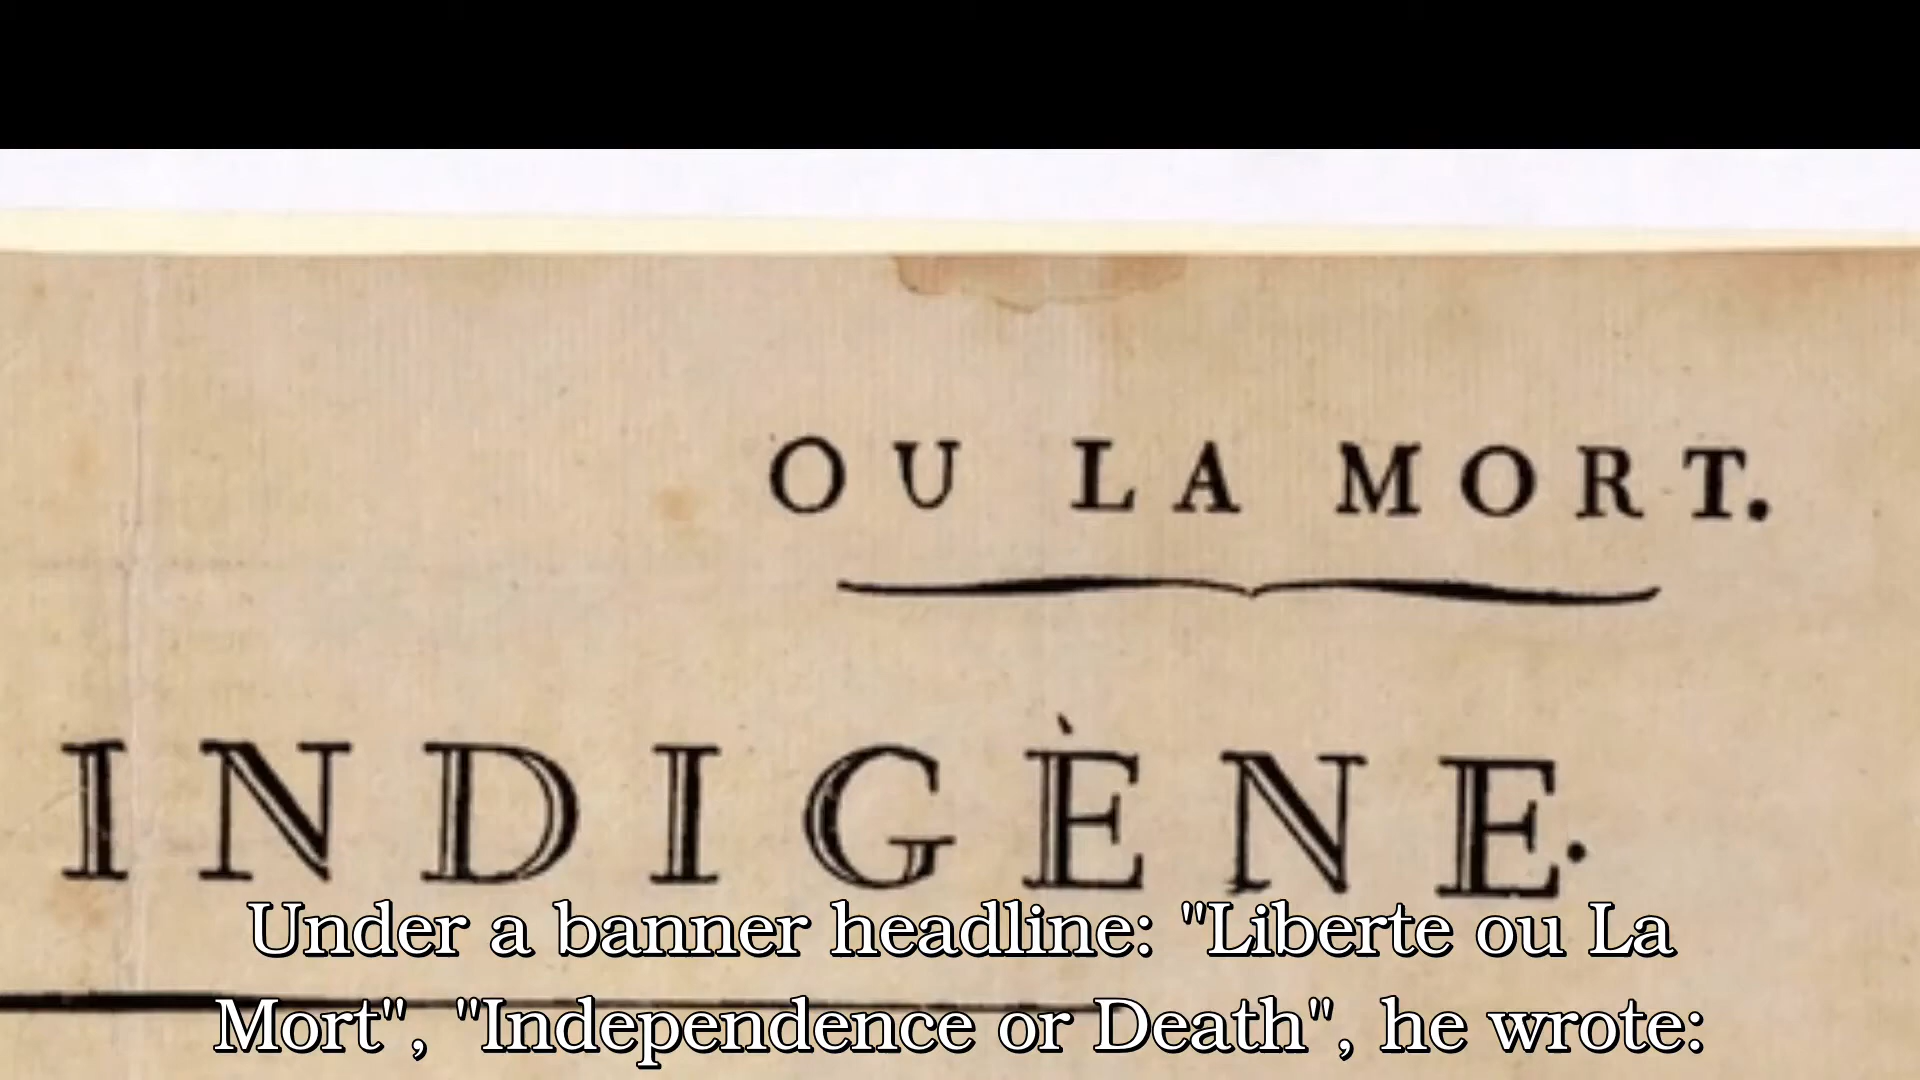 OU LA MORT.
INDIGÈNE.
Under a banner headline: "Liberte ou La
Mort", "Independence or Death", he wrote: